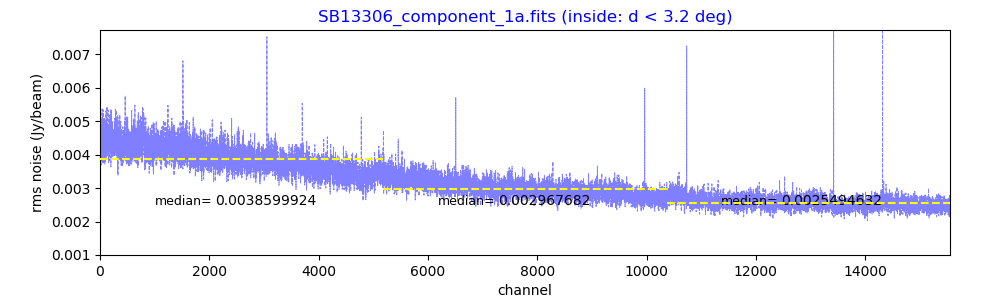 SB13306_component_1a.fits (inside: d < 3.2 deg)
rms noise (Jy/beam)
0.007
0.006
0.005
0.004
0.003
0.002
0.001
median= 0.0038599924
median= 0.002967682
median= 0.0025494632
0 2000 4000 6000 8000 10000 12000 14000
channel